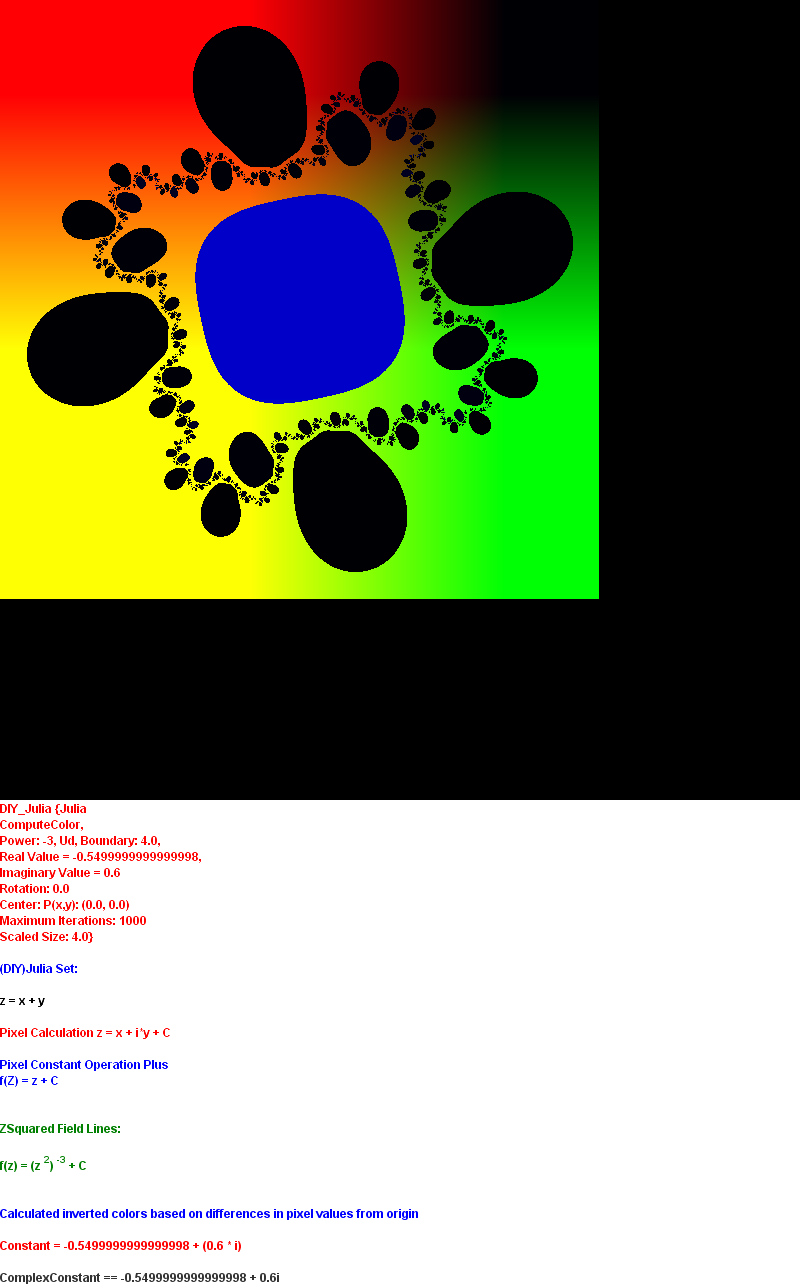 DIY_Julia {Julia
ComputeColor,
Power: -3, Ud, Boundary: 4.0,
Real Value = -0.5499999999999998,
Imaginary Value = 0.6
Rotation: 0.0
Center: P(x,y): (0.0, 0.0)
Maximum Iterations: 1000
Scaled Size: 4.0}
(DIY)Julia Set:
z = x + y
Pixel Calculation z = x + i*y + C
Pixel Constant Operation Plus
f(Z) = z + C
ZSquared Field Lines:
f(z) = (z ²) ⁻³ + C
Calculated inverted colors based on differences in pixel values from origin
Constant = -0.5499999999999998 + (0.6 * i)
ComplexConstant == -0.5499999999999998 + 0.6i